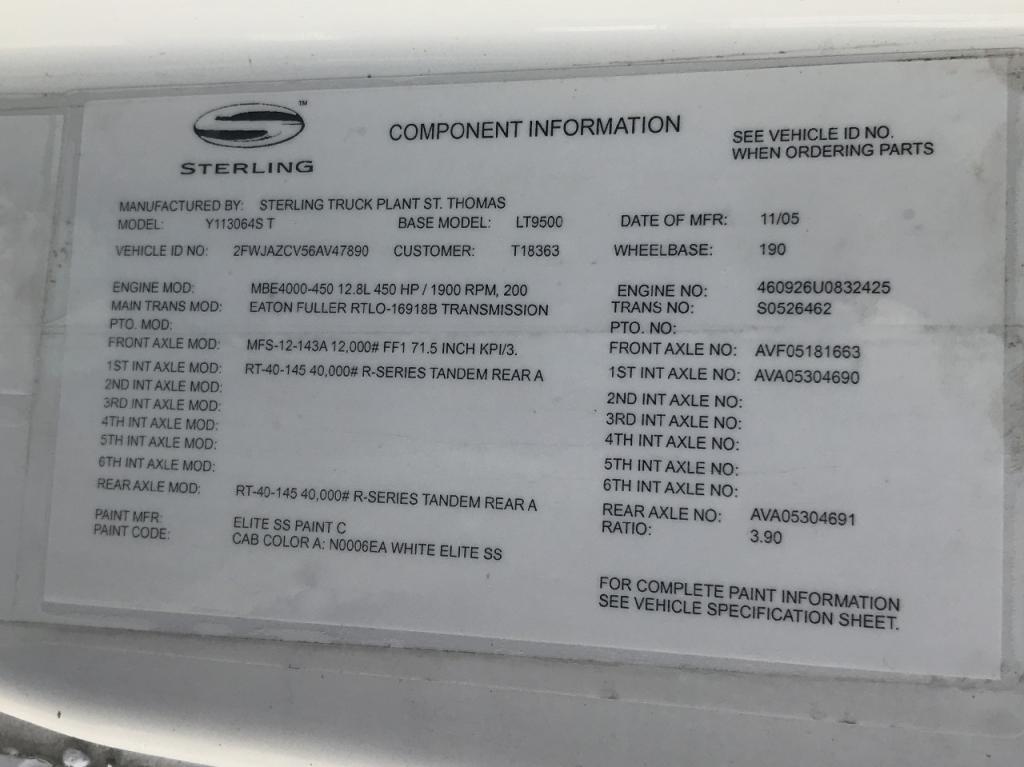 ™
STERLING
COMPONENT INFORMATION
SEE VEHICLE ID NO.
WHEN ORDERING PARTS
MANUFACTURED BY: STERLING TRUCK PLANT ST. THOMAS
MODEL: Y113064S T BASE MODEL: LT9500 DATE OF MFR: 11/05
VEHICLE ID NO: 2FWJAZCV56AV47890 CUSTOMER: T18363 WHEELBASE: 190
ENGINE MOD: MBE4000-450 12.8L 450 HP / 1900 RPM, 200 ENGINE NO: 460926U0832425
MAIN TRANS MOD: EATON FULLER RTLO-16918B TRANSMISSION TRANS NO: S0526462
PTO. MOD: PTO. NO:
FRONT AXLE MOD: MFS-12-143A 12,000# FF1 71.5 INCH KPI/3. FRONT AXLE NO: AVF05181663
1ST INT AXLE MOD: RT-40-145 40,000# R-SERIES TANDEM REAR A 1ST INT AXLE NO: AVA05304690
2ND INT AXLE MOD: 2ND INT AXLE NO:
3RD INT AXLE MOD: 3RD INT AXLE NO:
4TH INT AXLE MOD: 4TH INT AXLE NO:
5TH INT AXLE MOD: 5TH INT AXLE NO:
6TH INT AXLE MOD: 6TH INT AXLE NO:
REAR AXLE MOD: RT-40-145 40,000# R-SERIES TANDEM REAR A REAR AXLE NO: AVA05304691
PAINT MFR: ELITE SS PAINT C RATIO: 3.90
PAINT CODE: CAB COLOR A: N0006EA WHITE ELITE SS
FOR COMPLETE PAINT INFORMATION
SEE VEHICLE SPECIFICATION SHEET.